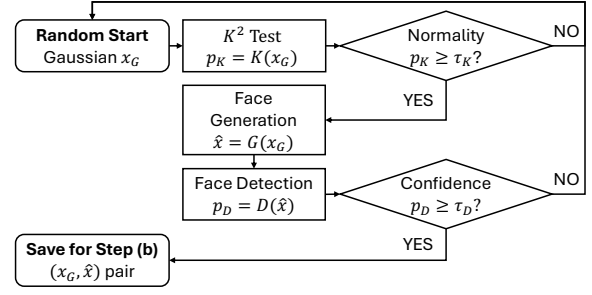 Random Start
Gaussian x_G
K² Test
p_K = K(x_G)
Normality
p_K ≥ τ_K?
NO
YES
Face
Generation
x̂ = G(x_G)
Face Detection
p_D = D(x̂)
Confidence
p_D ≥ τ_D?
NO
YES
Save for Step (b)
(x_G, x̂) pair